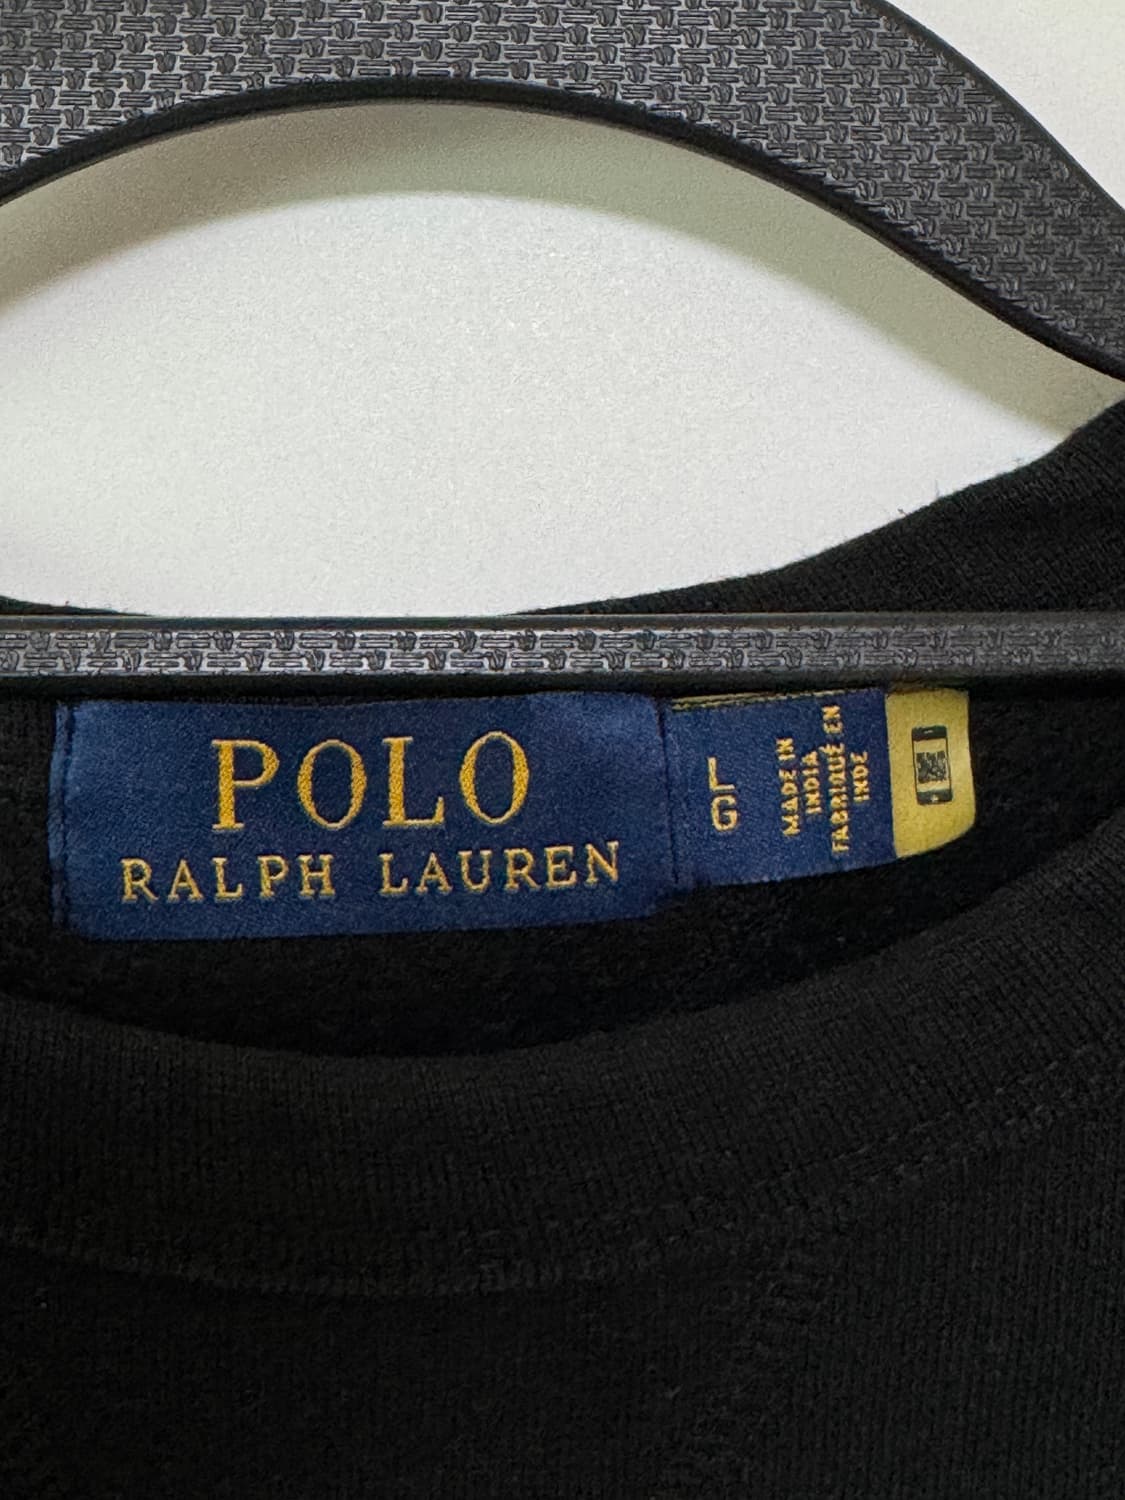 POLO
RALPH LAUREN
L
G
MADE IN
INDIA
FABRIQUÉ EN
INDE